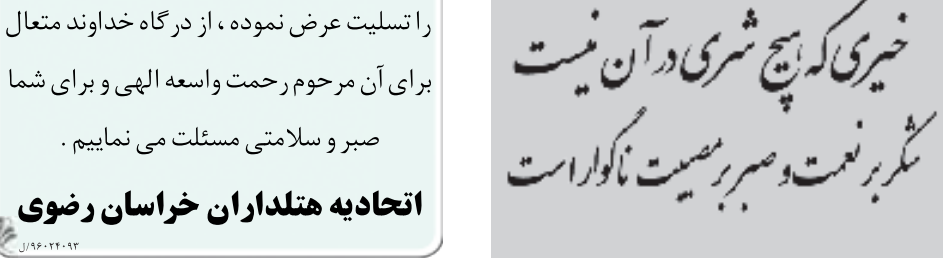 خیری که هیچ شری در آن نیست
شکر بر نعمت و صبر بر مصیبت ناگوار است
را تسلیت عرض نموده ، از درگاه خداوند متعال
برای آن مرحوم رحمت واسعه الهی و برای شما
صبر و سلامتی مسئلت می نماییم .
اتحادیه هتلداران خراسان رضوی
۹۶۰۲۴۰۹۳/ل